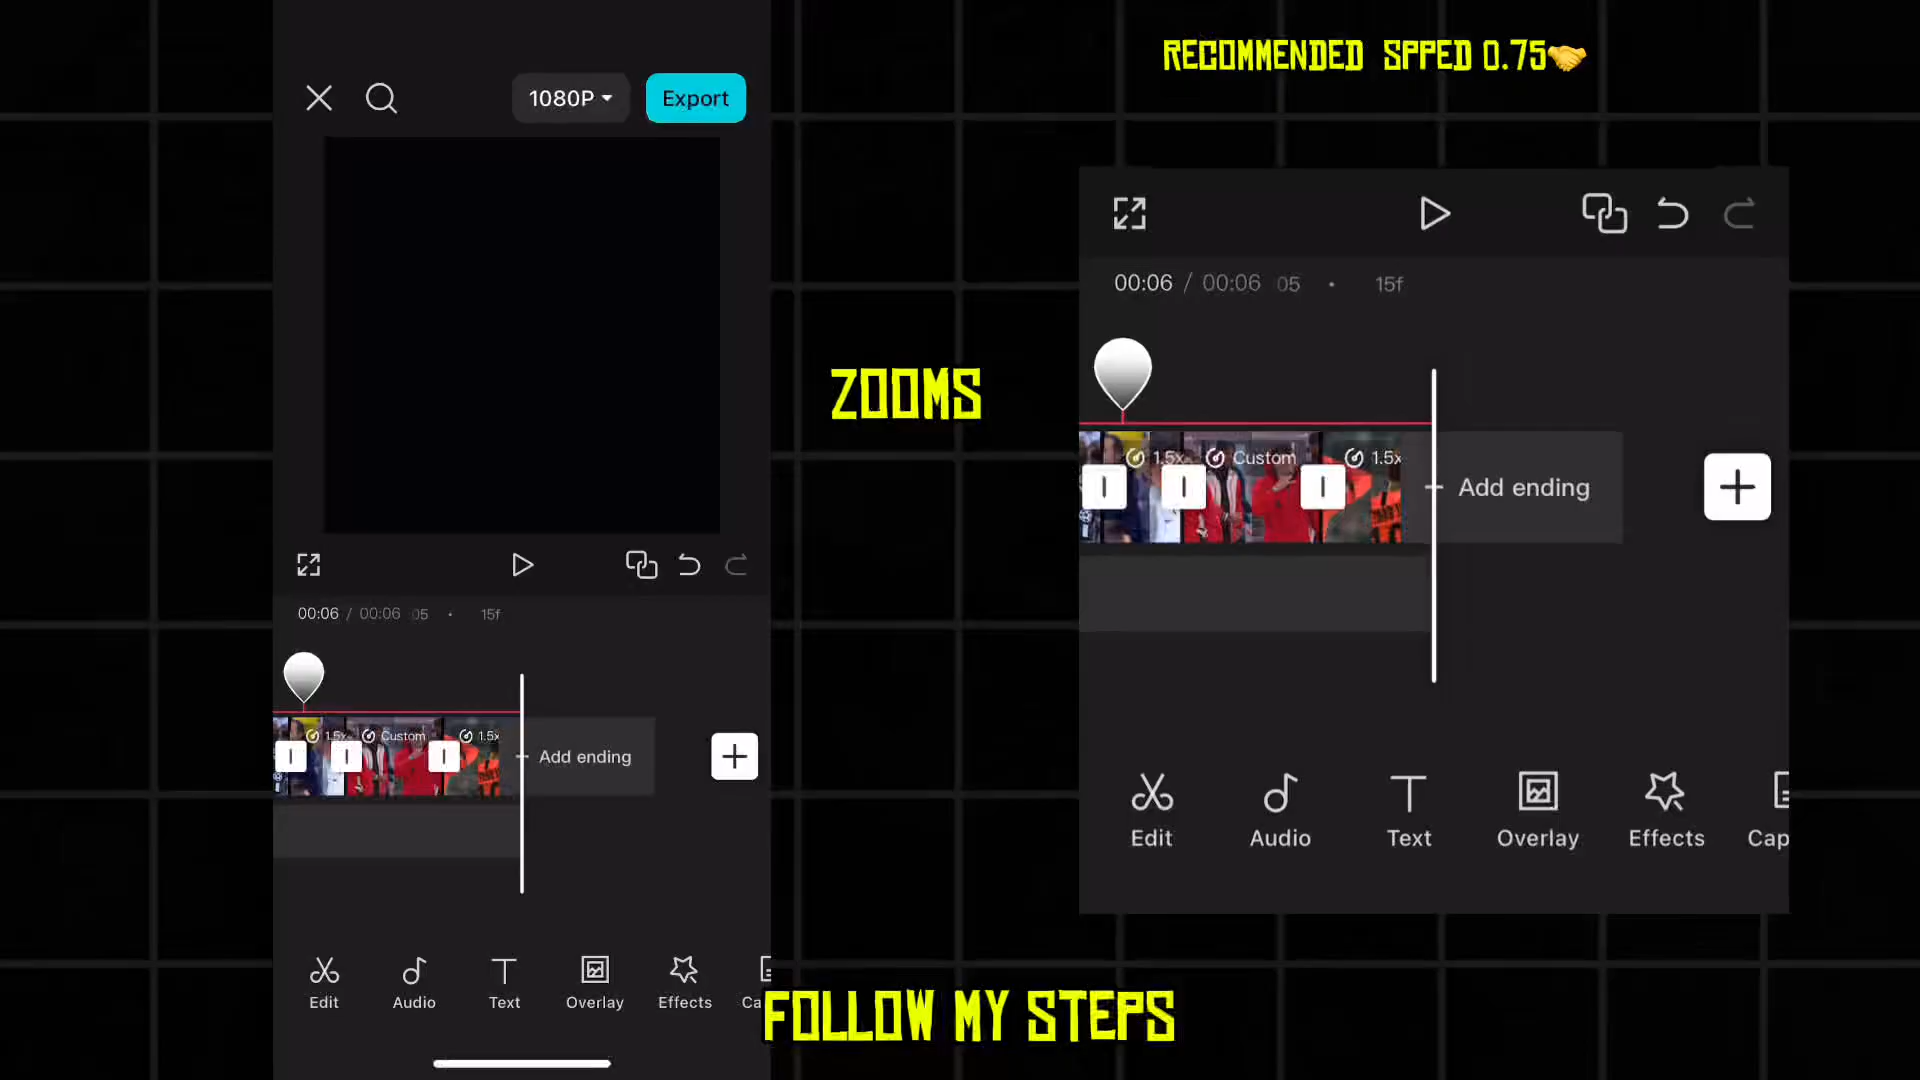 RECOMMENDED SPPED 0.75🤝
1080P
Export
ZOOMS
00:06 / 00:06 05 • 15f
1.5x
Custom
1.5x
Add ending
Edit
Audio
Text
Overlay
Effects
Ca
00:06 / 00:06 05 • 15f
1.5x
Custom
1.5x
Add ending
Edit
Audio
Text
Overlay
Effects
Cap
FOLLOW MY STEPS